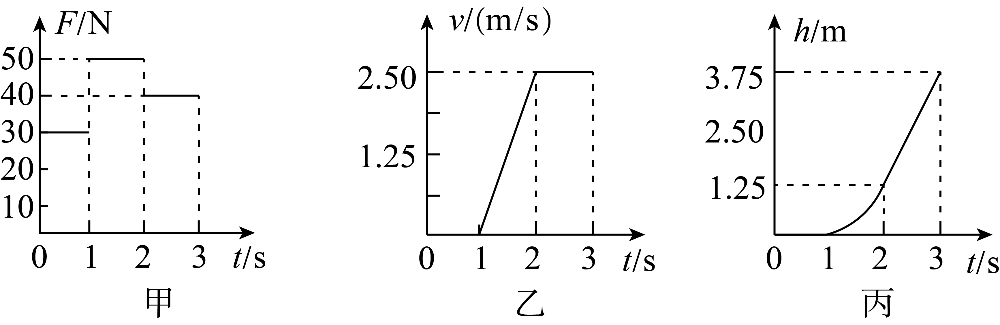 F/N
50
40
30
20
10
0 1 2 3 t/s
甲
v/(m/s)
2.50
1.25
0 1 2 3 t/s
乙
h/m
3.75
2.50
1.25
0 1 2 3 t/s
丙